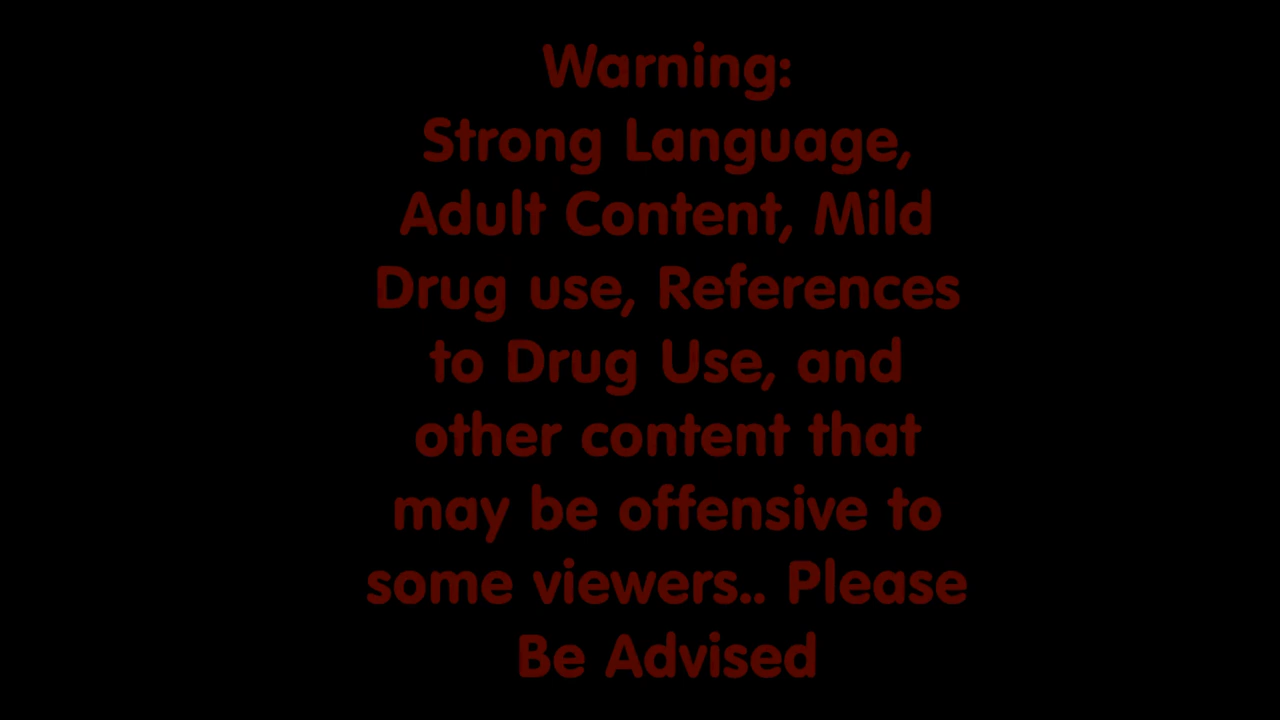 Warning:
Strong Language,
Adult Content, Mild
Drug use, References
to Drug Use, and
other content that
may be offensive to
some viewers.. Please
Be Advised